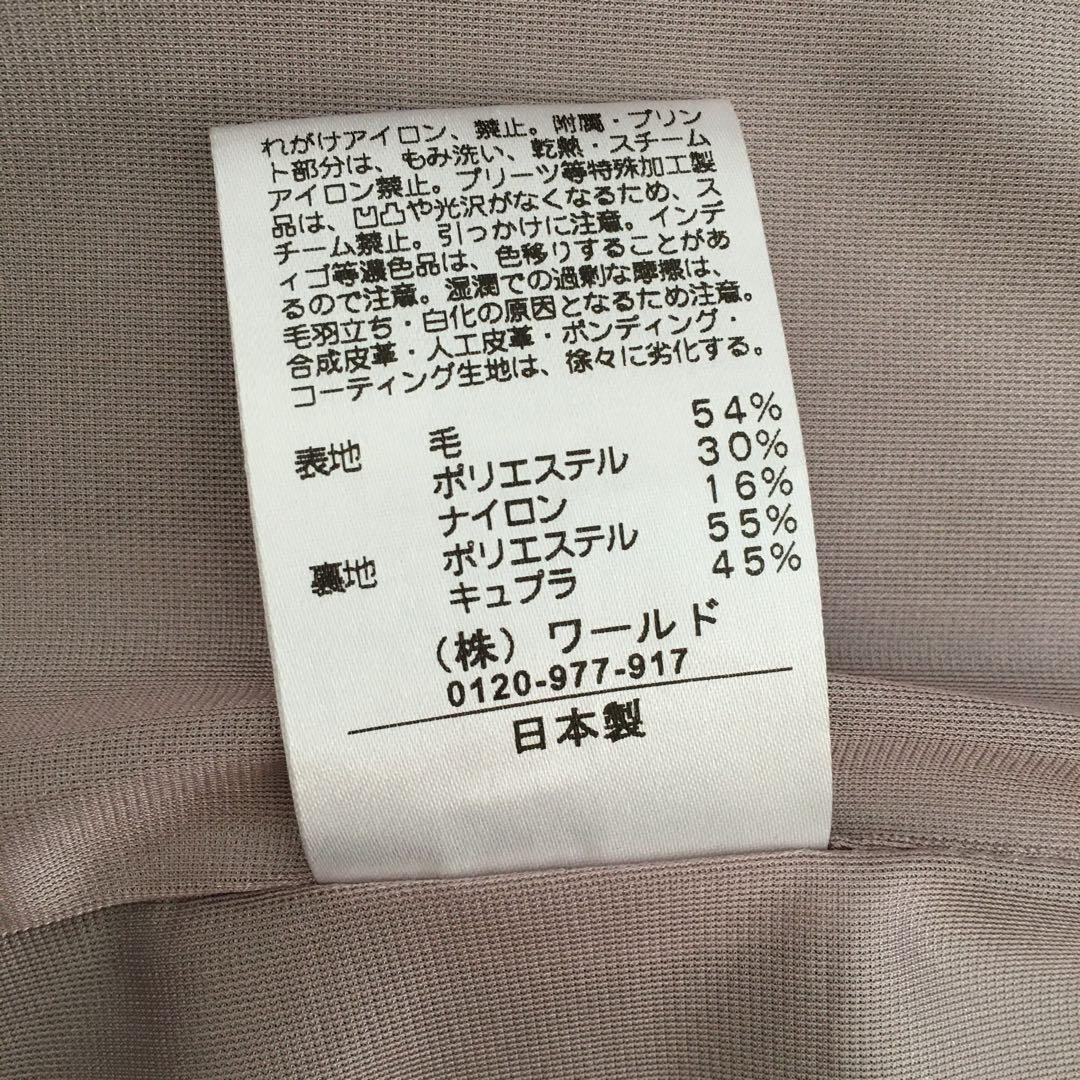 れがけアイロン、禁止。附属・プリン
ト部分は、もみ洗い、乾熱・スチーム
アイロン禁止。プリーツ等特殊加工製
品は、凹凸や光沢がなくなるため、ス
チーム禁止。引っかけに注意。インデ
ィゴ等濃色品は、色移りすることがあ
るので注意。湿潤での過剰な摩擦は、
毛羽立ち・白化の原因となるため注意。
合成皮革・人工皮革・ボンディング・
コーティング生地は、徐々に劣化する。
表地 毛 54%
ポリエステル 30%
ナイロン 16%
裏地 ポリエステル 55%
キュプラ 45%
(株) ワールド
0120-977-917
日本製